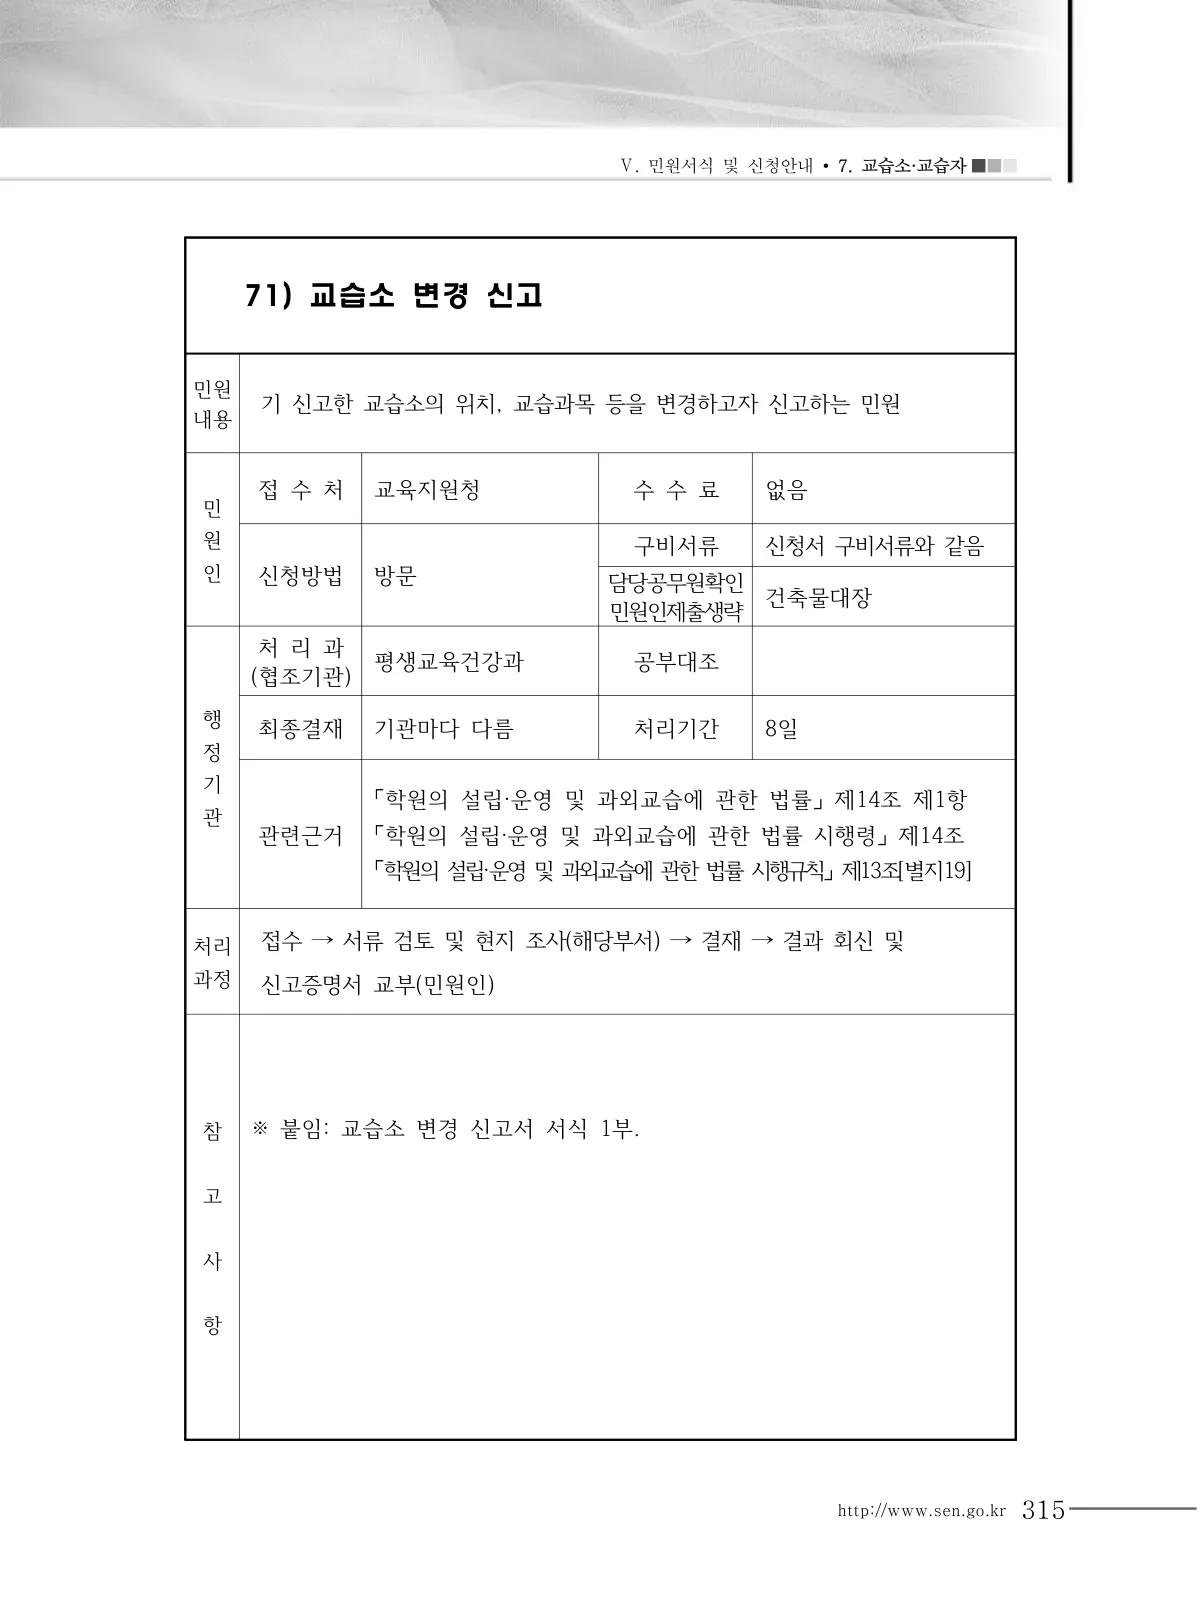 V. 민원서식 및 신청안내 • 7. 교습소·교습자
71) 교습소 변경 신고
민원
내용
기 신고한 교습소의 위치, 교습과목 등을 변경하고자 신고하는 민원
민
원
인
접 수 처
교육지원청
수 수 료
없음
신청방법
방문
구비서류
신청서 구비서류와 같음
담당공무원확인
민원인제출생략
건축물대장
행
정
기
관
처 리 과
(협조기관)
평생교육건강과
공부대조
최종결재
기관마다 다름
처리기간
8일
관련근거
「학원의 설립·운영 및 과외교습에 관한 법률」 제14조 제1항
「학원의 설립·운영 및 과외교습에 관한 법률 시행령」 제14조
「학원의 설립·운영 및 과외교습에 관한 법률 시행규칙」 제13조[별지19]
처리
과정
접수 → 서류 검토 및 현지 조사(해당부서) → 결재 → 결과 회신 및
신고증명서 교부(민원인)
참
고
사
항
※ 붙임: 교습소 변경 신고서 서식 1부.
http://www.sen.go.kr 315